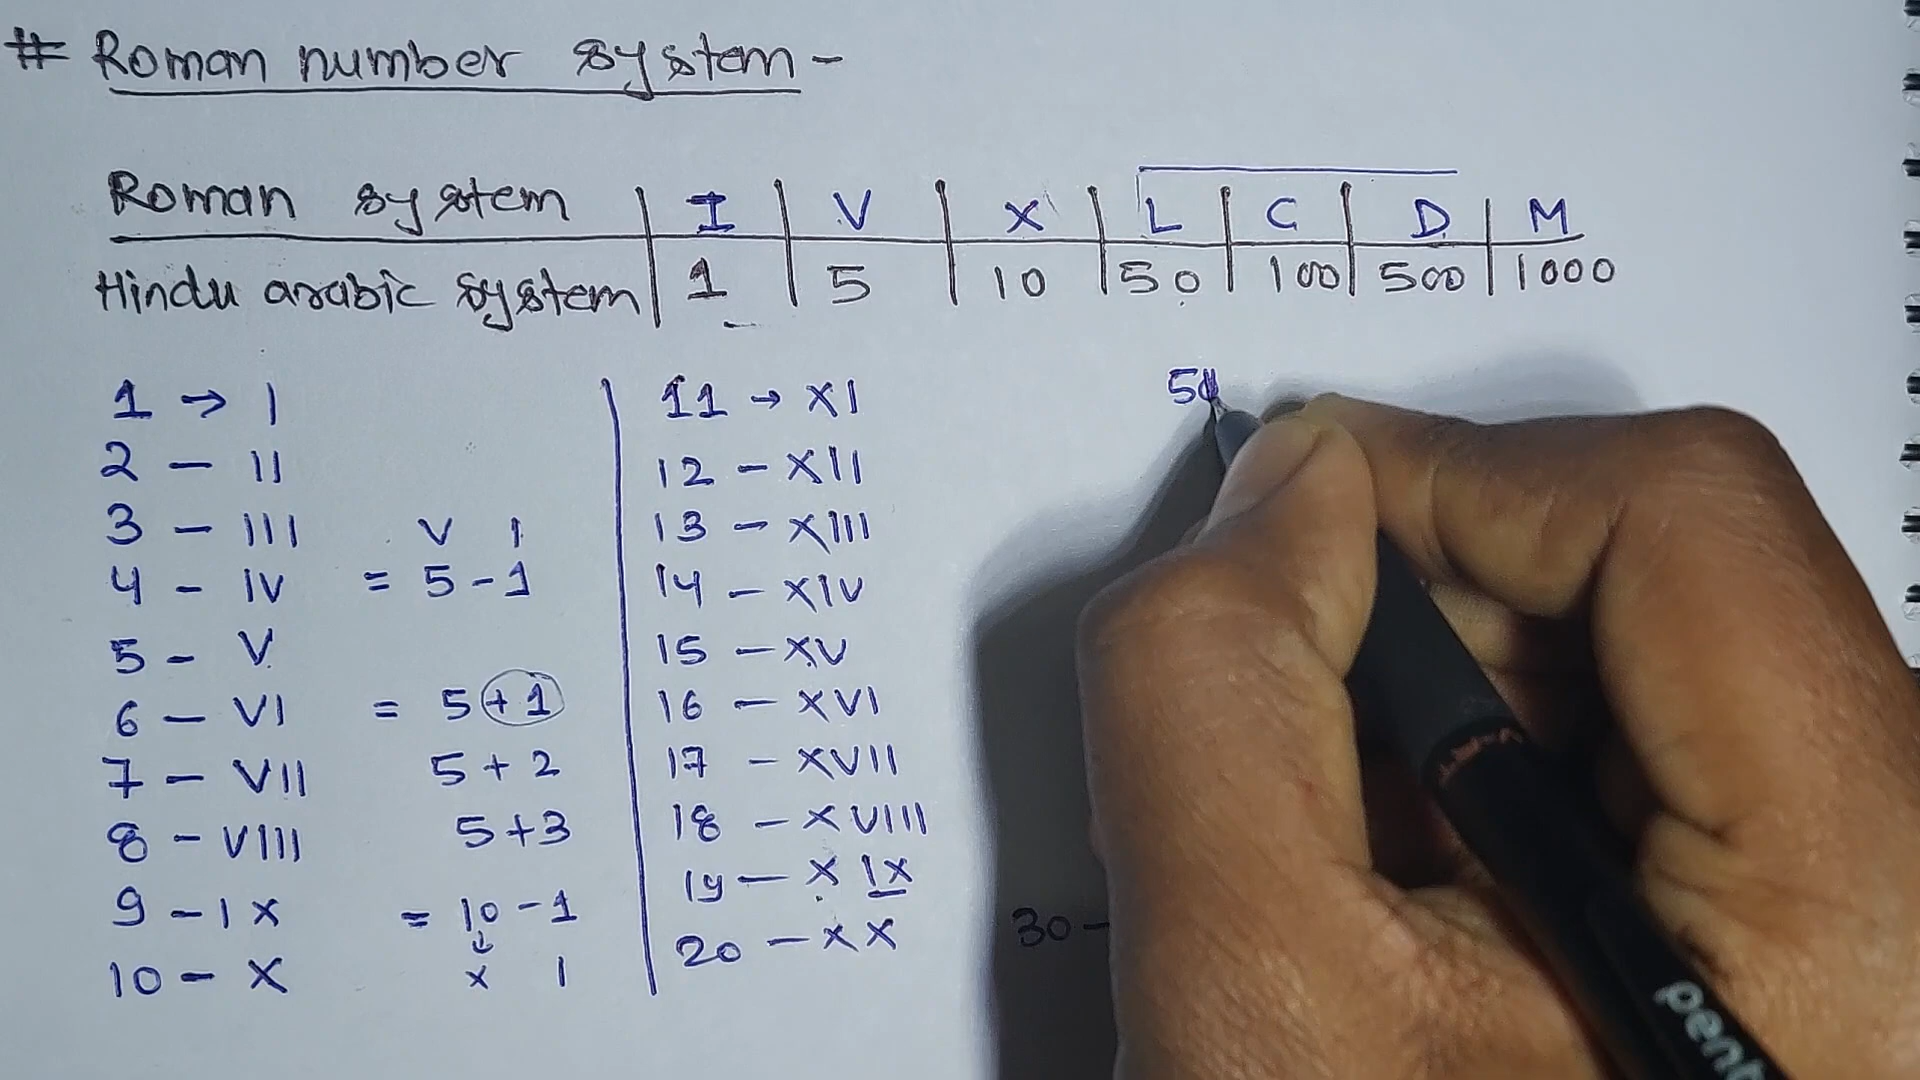 # Roman number system -
Roman system | I | V | X | L | C | D | M
Hindu arabic system | 1 | 5 | 10 | 50 | 100 | 500 | 1000
1 → I
2 - II
3 - III
V I
4 - IV = 5 - 1
5 - V
6 - VI = 5 + 1
7 - VII 5 + 2
8 - VIII 5 + 3
9 - IX = 10 - 1
↓
10 - X X I
11 → XI
12 - XII
13 - XIII
14 - XIV
15 - XV
16 - XVI
17 - XVII
18 - XVIII
19 - X IX
20 - XX
30 -
pent